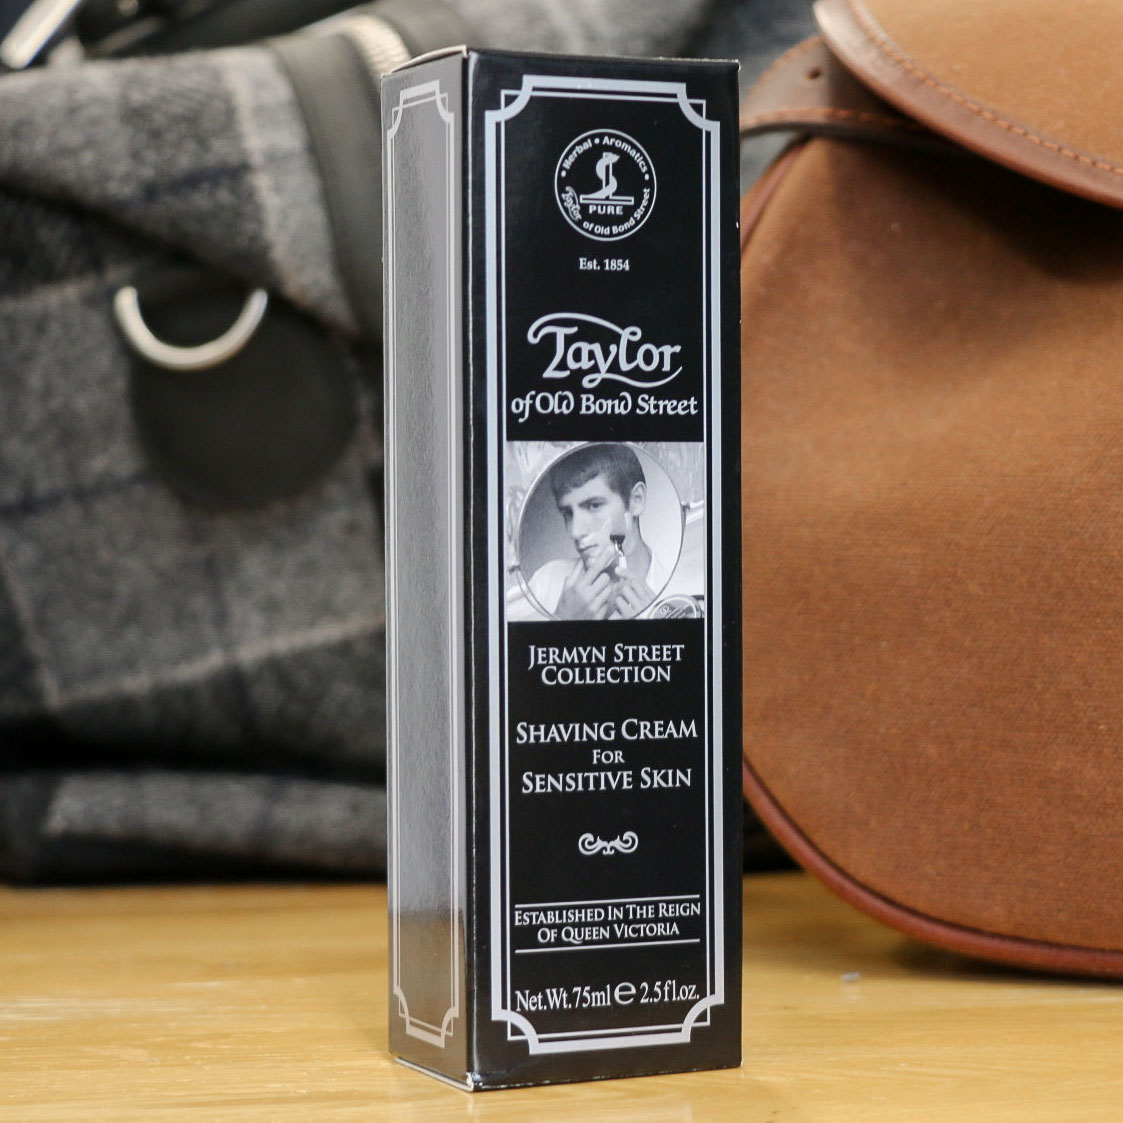 Herbal • Aromatics
PURE
Taylor of Old Bond Street
Est. 1854
Taylor
of Old Bond Street
JERMYN STREET
COLLECTION
SHAVING CREAM
FOR
SENSITIVE SKIN
ESTABLISHED IN THE REIGN
OF QUEEN VICTORIA
Net.Wt.75ml e 2.5fl.oz.